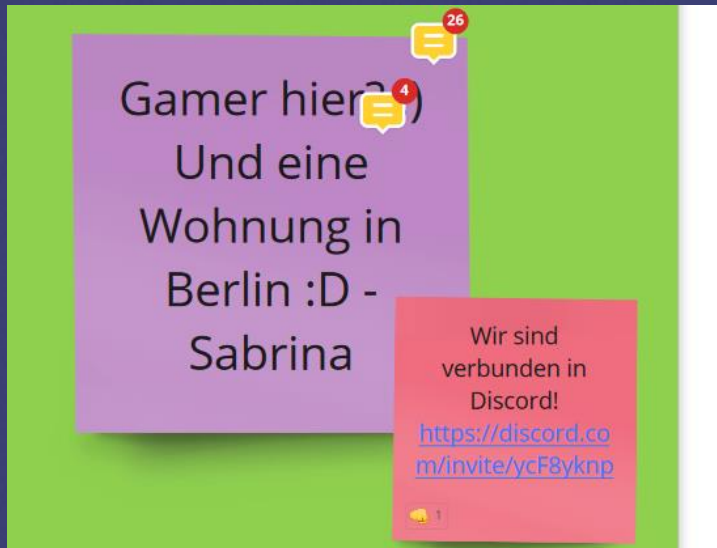 26
4
Gamer hier? )
Und eine
Wohnung in
Berlin :D -
Sabrina
Wir sind
verbunden in
Discord!
https://discord.co
m/invite/ycF8yknp
1